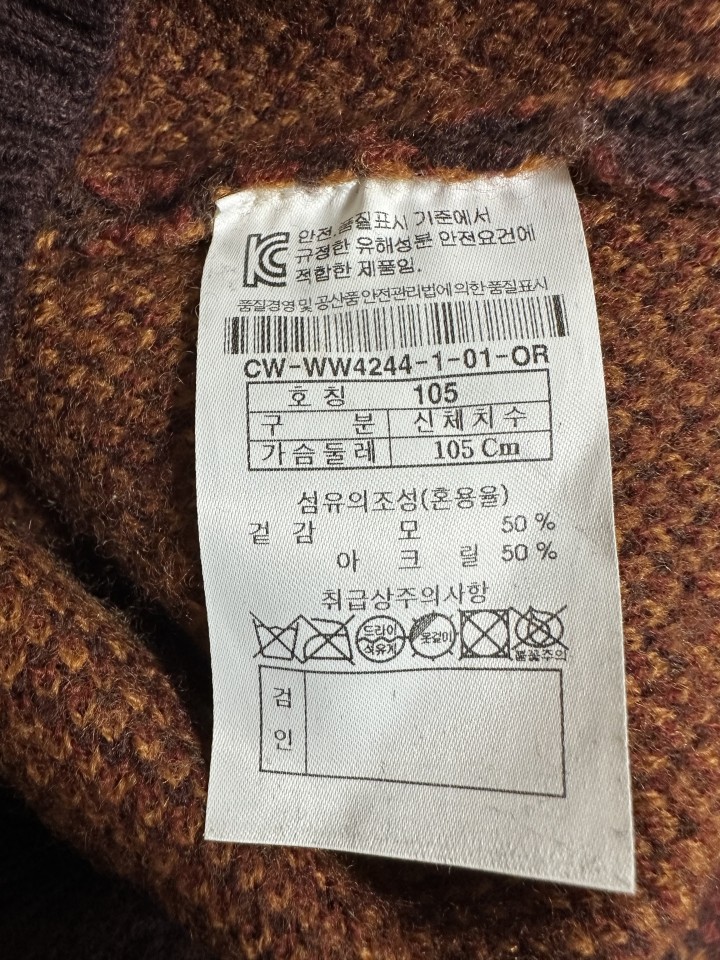 안전.품질표시 기준에서
규정한 유해성분 안전요건에
적합한 제품임.
품질경영 및 공산품 안전관리법에 의한 품질표시
CW-WW4244-1-01-OR
호 칭 105
구 분 신체치수
가슴둘레 105 Cm
섬유의조성(혼용율)
겉 감 모 50 %
아 크 릴 50 %
취급상주의사항
드라이 옷걸이
석유계 불꽃주의
검
인